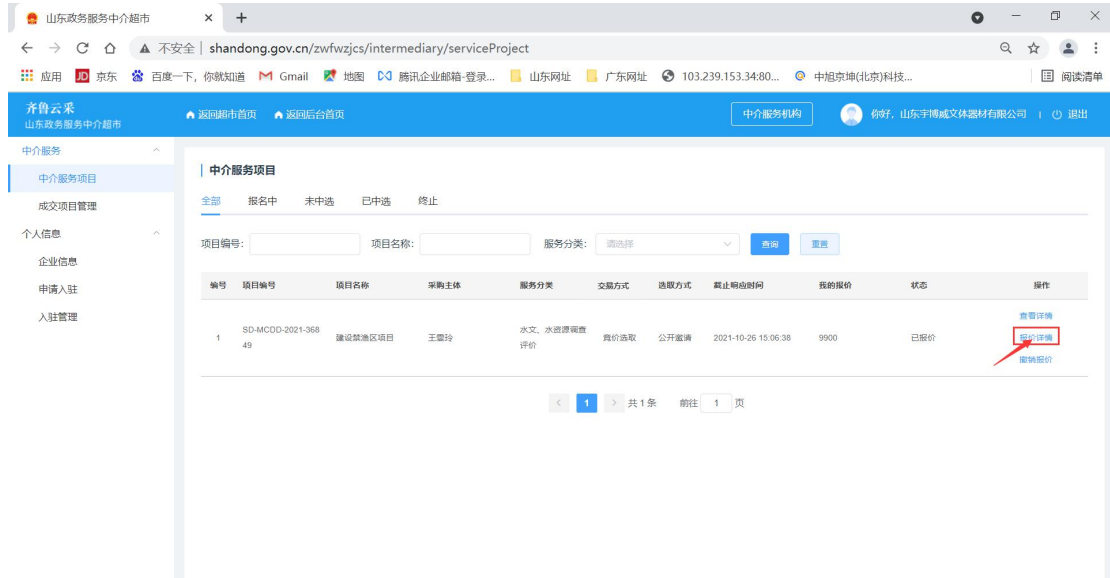 山东政务服务中介超市
不安全 | shandong.gov.cn/zwfwzjcs/intermediary/serviceProject
应用 JD 京东 百度一下，你就知道 Gmail 地图 腾讯企业邮箱-登录... 山东网址 广东网址 103.239.153.34:80... 中旭京坤(北京)科技... 阅读清单
齐鲁云采
山东政务服务中介超市
返回超市首页 返回后台首页 中介服务机构 你好，山东宇博威文体器材有限公司 | 退出
中介服务
中介服务项目
成交项目管理
个人信息
企业信息
申请入驻
入驻管理
中介服务项目
全部 报名中 未中选 已中选 终止
项目编号： 项目名称： 服务分类： 请选择 查询 重置
编号 项目编号 项目名称 采购主体 服务分类 交易方式 选取方式 截止响应时间 我的报价 状态 操作
1 SD-MCDD-2021-36849 建设禁渔区项目 王雪玲 水文、水资源调查评价 竞价选取 公开邀请 2021-10-26 15:06:38 9900 已报价
查看详情
报价详情
撤销报价
< 1 > 共 1 条 前往 1 页